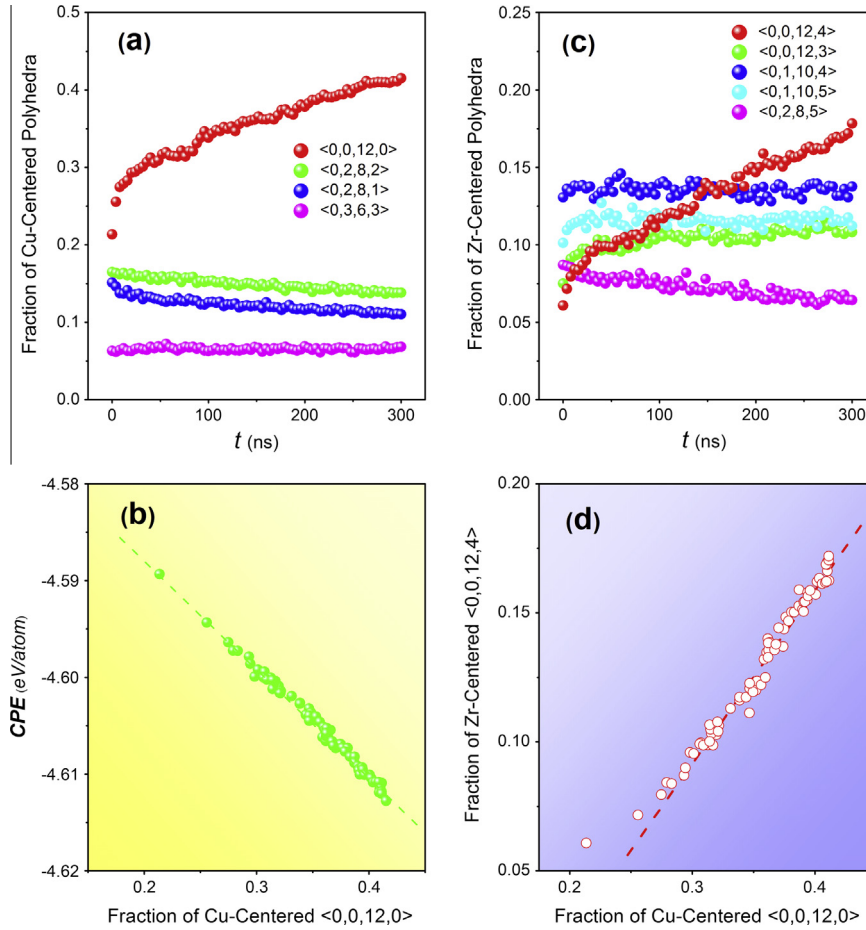 (a)
Fraction of Cu-Centered Polyhedra
0.5
0.4
0.3
0.2
0.1
0.0
<0,0,12,0>
<0,2,8,2>
<0,2,8,1>
<0,3,6,3>
0 100 200 300
t (ns)
(c)
Fraction of Zr-Centered Polyhedra
0.25
0.20
0.15
0.10
0.05
0.00
<0,0,12,4>
<0,0,12,3>
<0,1,10,4>
<0,1,10,5>
<0,2,8,5>
0 100 200 300
t (ns)
(b)
CPE (eV/atom)
-4.58
-4.59
-4.60
-4.61
-4.62
0.2 0.3 0.4
Fraction of Cu-Centered <0,0,12,0>
(d)
Fraction of Zr-Centered <0,0,12,4>
0.20
0.15
0.10
0.05
0.2 0.3 0.4
Fraction of Cu-Centered <0,0,12,0>